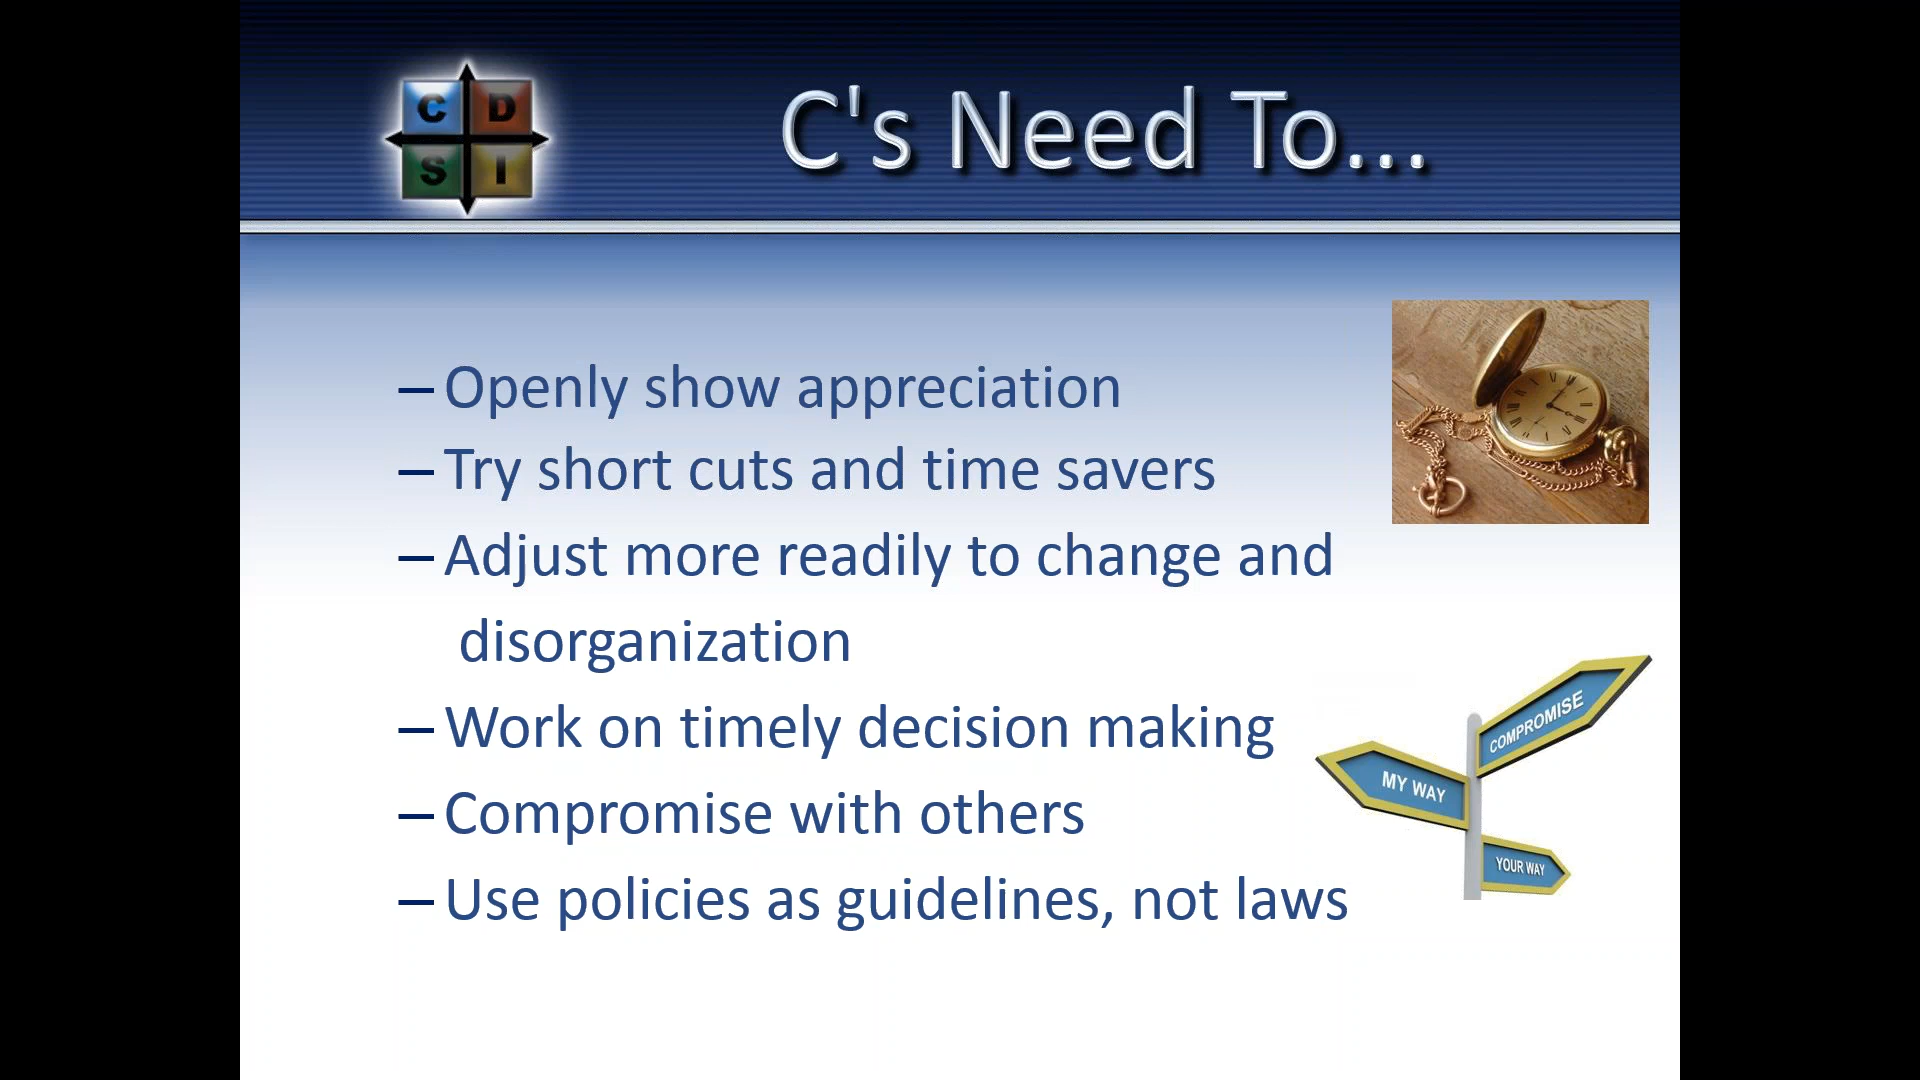 C D
S I
C's Need To...
– Openly show appreciation
– Try short cuts and time savers
– Adjust more readily to change and
disorganization
– Work on timely decision making
– Compromise with others
– Use policies as guidelines, not laws
COMPROMISE
MY WAY
YOUR WAY